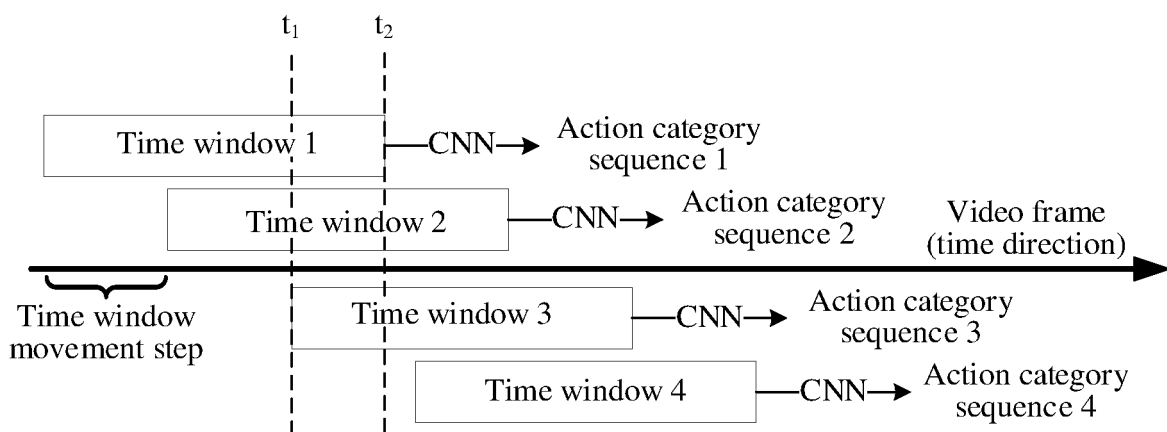 t₁
t₂
Time window 1
CNN
Action category
sequence 1
Time window 2
CNN
Action category
sequence 2
Video frame
(time direction)
Time window
movement step
Time window 3
CNN
Action category
sequence 3
Time window 4
CNN
Action category
sequence 4